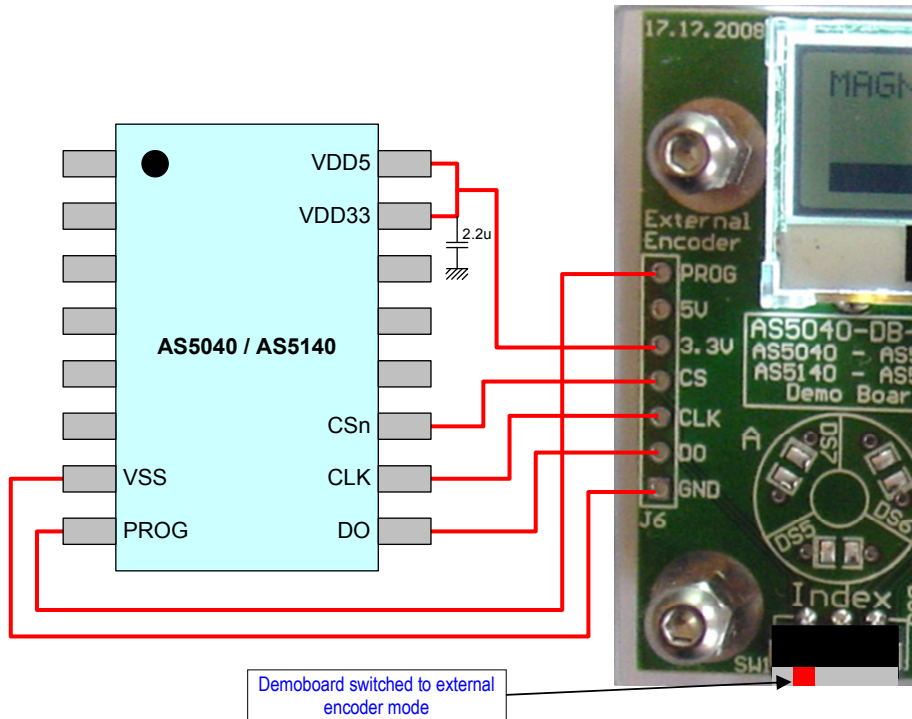 17.12.2008
MAGN
VDD5
VDD33
2.2u
External
Encoder
PROG
5V
3.3V
CS
CLK
DO
GND
J6
AS5040 / AS5140
CSn
VSS
CLK
PROG
DO
AS5040-DB-
AS5040 - AS5
AS5140 - AS5
Demo Boar
A
DS7
DS6
DS5
Index
SW1
Demoboard switched to external
encoder mode